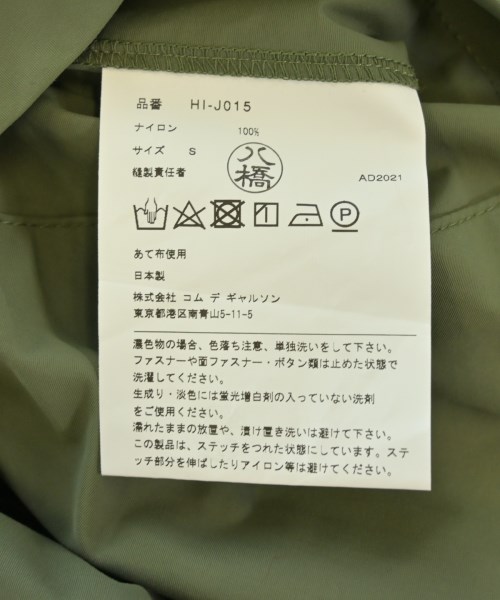 品番 HI-J015
ナイロン 100%
サイズ S
縫製責任者 八橋 AD2021
P
あて布使用
日本製
株式会社 コム デ ギャルソン
東京都港区南青山5-11-5
濃色物の場合、色落ち注意、単独洗いをして下さい。
ファスナーや面ファスナー・ボタン類は止めた状態で
洗濯してください。
生成り・淡色には蛍光増白剤の入っていない洗剤
をご使用ください。
濡れたままの放置や、漬け置き洗いは避けて下さい。
この製品は、ステッチをつれた状態にしています。ステ
ッチ部分を伸ばしたりアイロン等は避けてください。